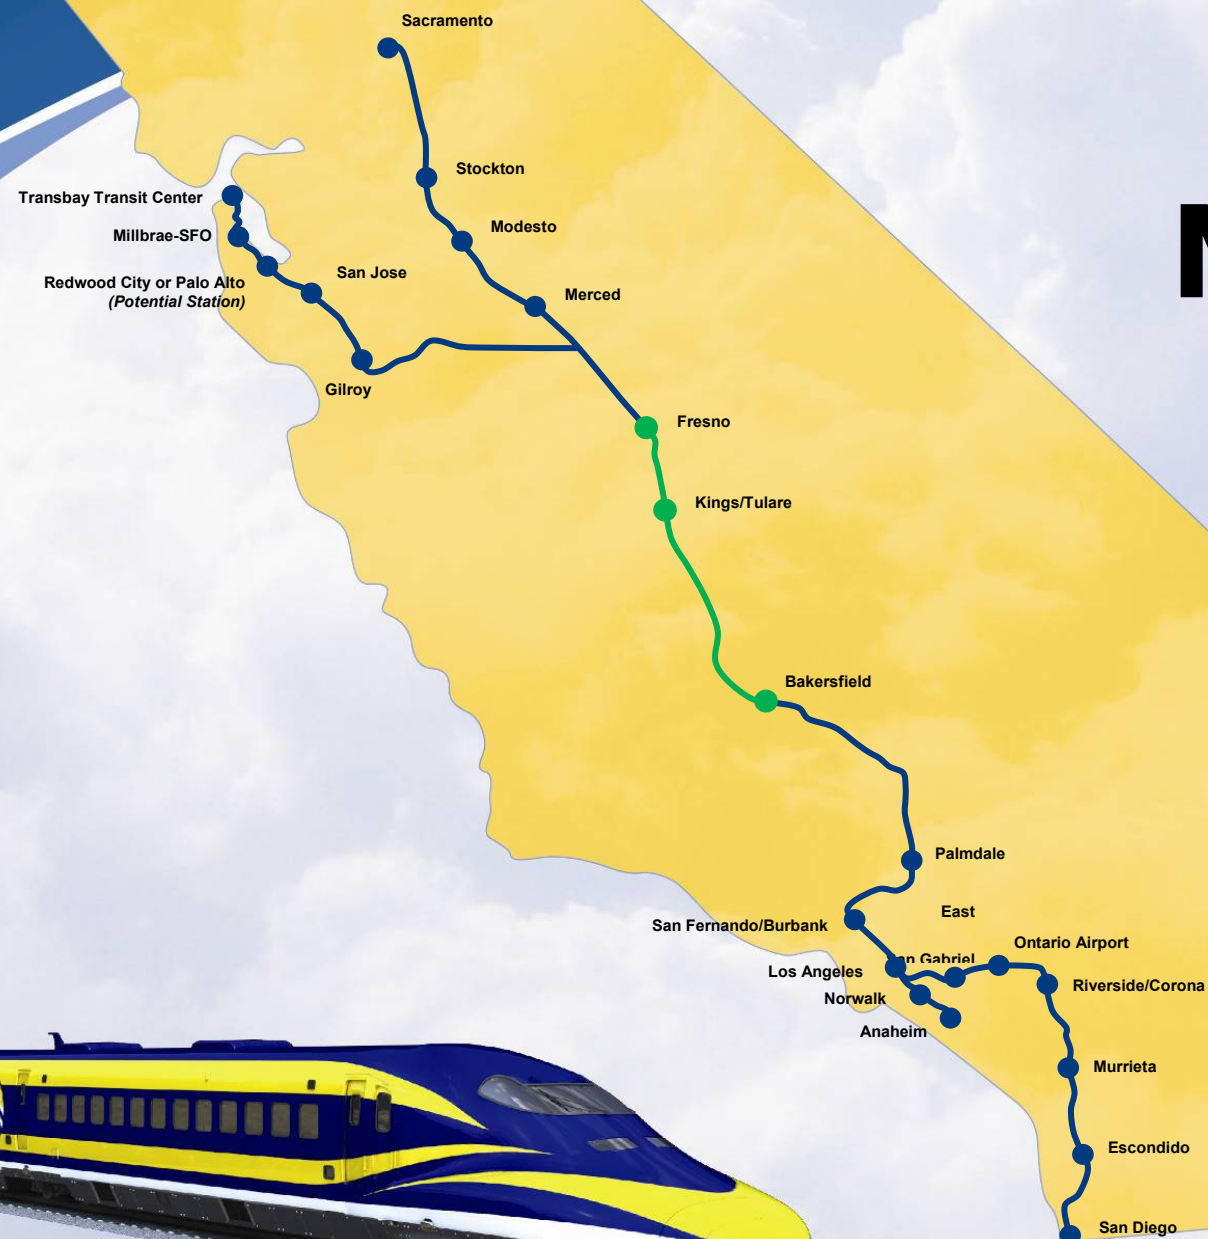 Sacramento
Stockton
Transbay Transit Center
Modesto
Millbrae-SFO
San Jose
Redwood City or Palo Alto
(Potential Station)
Merced
Gilroy
Fresno
Kings/Tulare
Bakersfield
Palmdale
East
San Fernando/Burbank
Ontario Airport
Gabriel
Los Angeles
Riverside/Corona
Norwalk
Anaheim
Murrieta
Escondido
San Diego